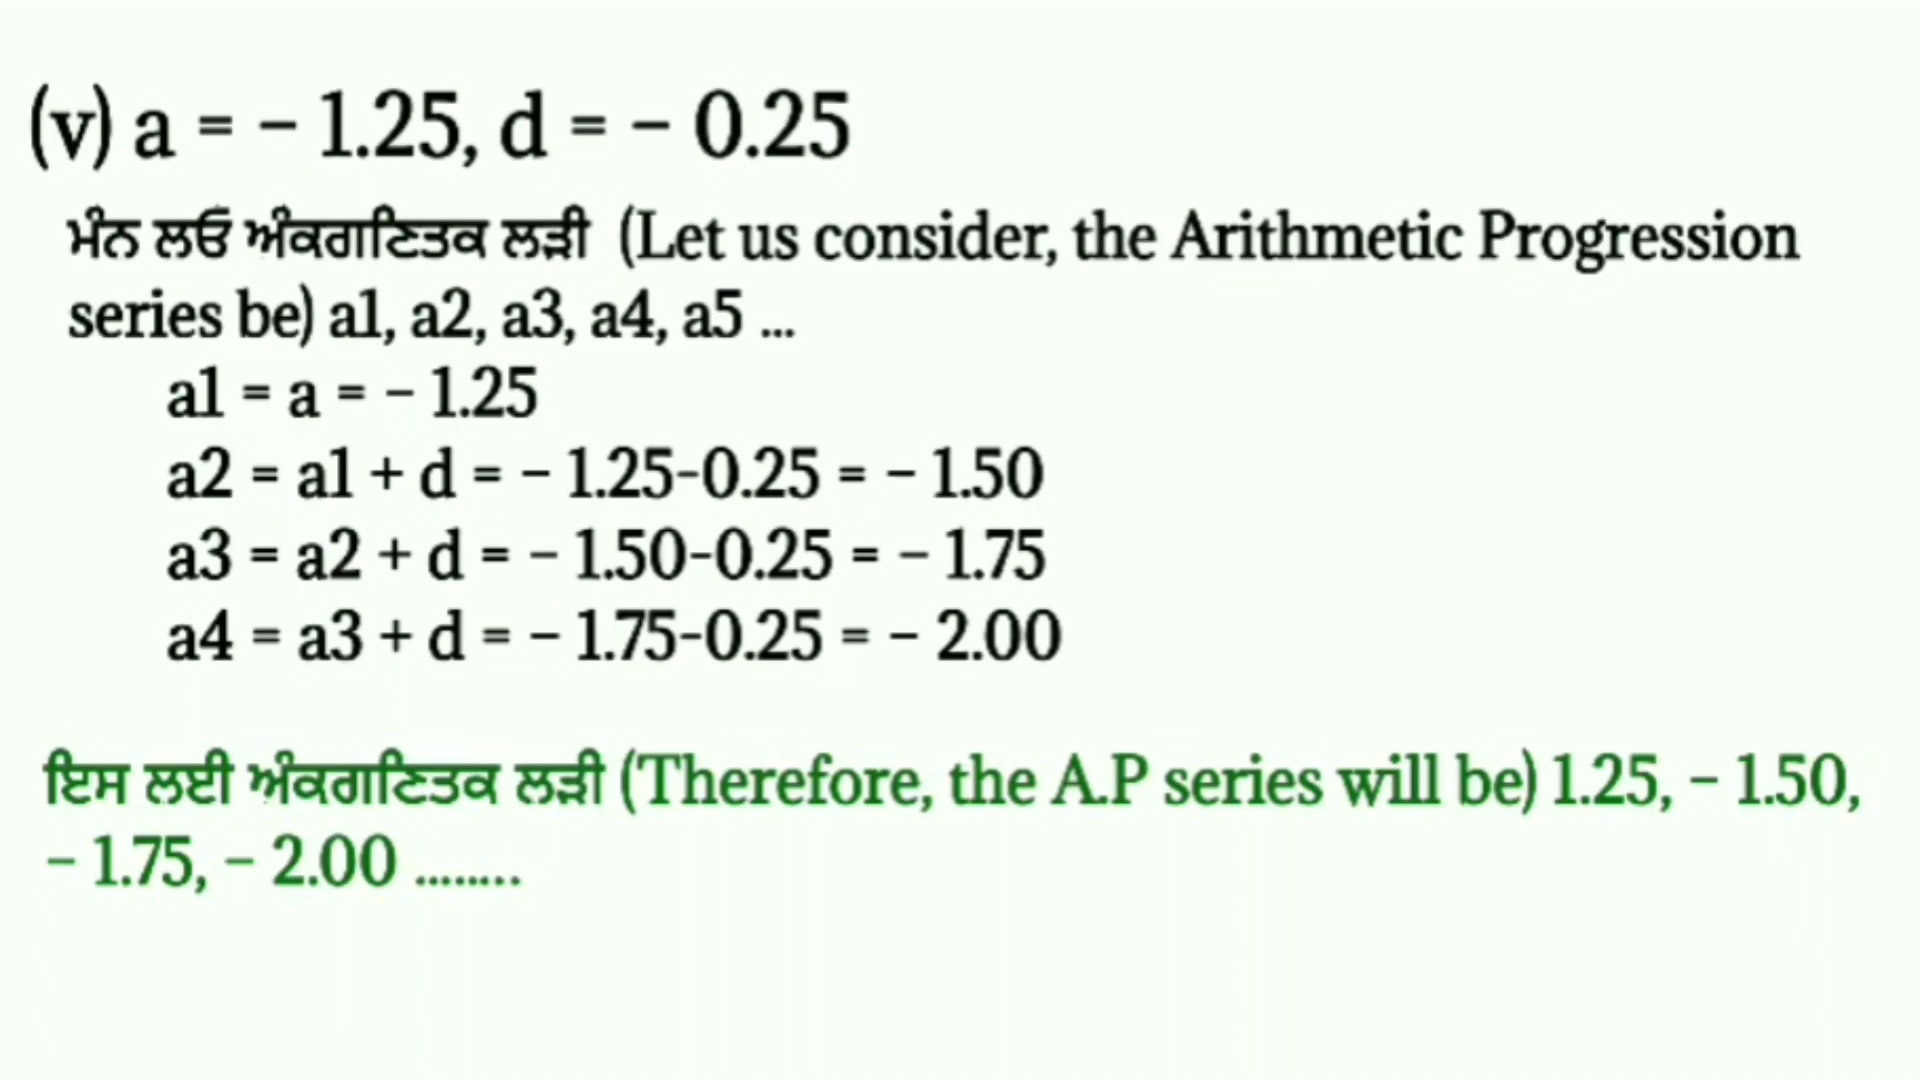 (v) a = − 1.25, d = − 0.25
ਮੰਨ ਲਓ ਅੰਕਗਣਿਤਕ ਲੜੀ (Let us consider, the Arithmetic Progression
series be) a1, a2, a3, a4, a5 ...
a1 = a = − 1.25
a2 = a1 + d = − 1.25-0.25 = − 1.50
a3 = a2 + d = − 1.50-0.25 = − 1.75
a4 = a3 + d = − 1.75-0.25 = − 2.00
ਇਸ ਲਈ ਅੰਕਗਣਿਤਕ ਲੜੀ (Therefore, the A.P series will be) 1.25, − 1.50,
− 1.75, − 2.00 ........